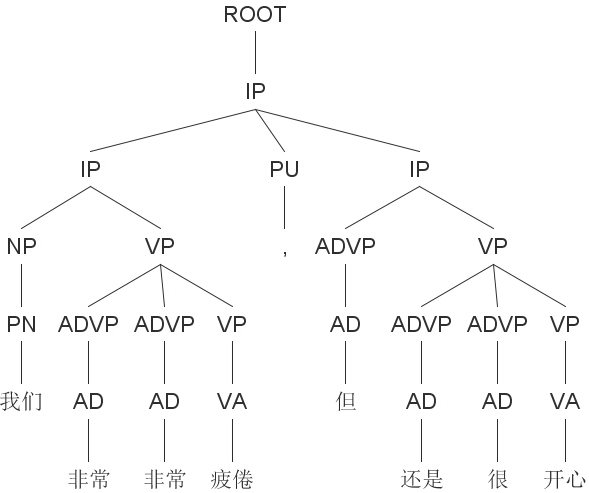 ROOT
IP
IP PU IP
NP VP , ADVP VP
PN ADVP ADVP VP AD ADVP ADVP VP
我们 AD AD VA 但 AD AD VA
非常 非常 疲倦 还是 很 开心